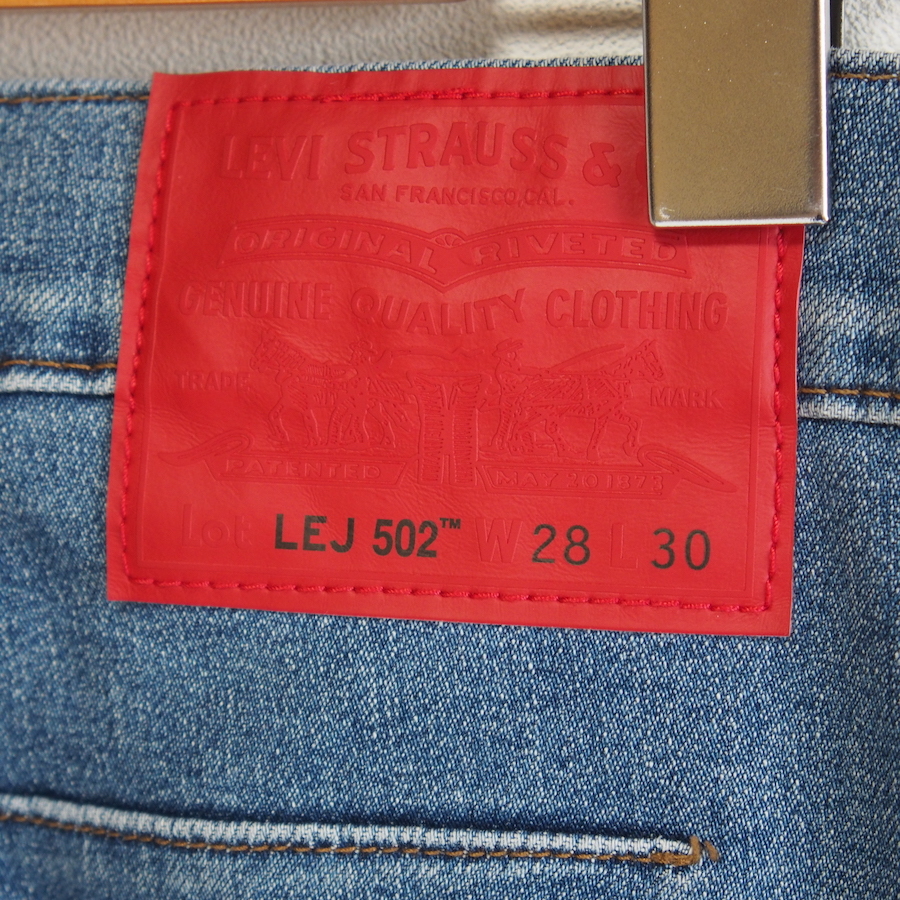 LEVI STRAUSS & C
SAN FRANCISCO, CAL.
ORIGINAL RIVETED
GENUINE QUALITY CLOTHING
TRADE MARK
PATENTED MAY 20 1873
Lot LEJ 502™ W 28 L 30